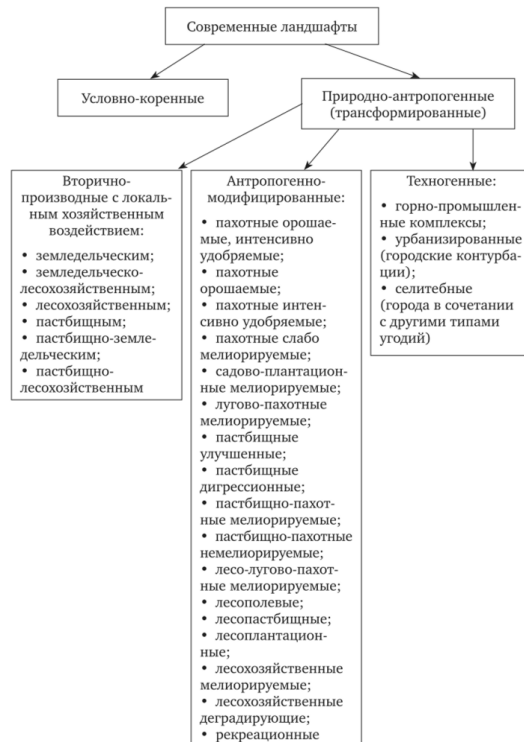 Современные ландшафты
Условно-коренные
Природно-антропогенные
(трансформированные)
Вторично-
производные с локаль-
ным хозяйственным
воздействием:
• земледельческим;
• земледельческо-
лесохозяйственным;
• лесохозяйственным;
• пастбищным;
• пастбищно-земле-
дельческим;
• пастбищно-
лесохозйственным
Антропогенно-
модифицированные:
• пахотные орошае-
мые, интенсивно
удобряемые;
• пахотные
орошаемые;
• пахотные интен-
сивно удобряемые;
• пахотные слабо
мелиорируемые;
• садово-плантацион-
ные мелиорируемые;
• лугово-пахотные
мелиорируемые;
• пастбищные
улучшенные;
• пастбищные
дигрессионные;
• пастбищно-пахот-
ные мелиорируемые;
• пастбищно-пахотные
немелиорируемые;
• лесо-лугово-пахот-
ные мелиорируемые;
• лесополевые;
• лесопастбищные;
• лесоплантацион-
ные;
• лесохозяйственные
мелиорируемые;
• лесохозяйственные
деградирующие;
• рекреационные
Техногенные:
• горно-промышлен-
ные комплексы;
• урбанизированные
(городские контурба-
ции);
• селитебные
(города в сочетании
с другими типами
угодий)